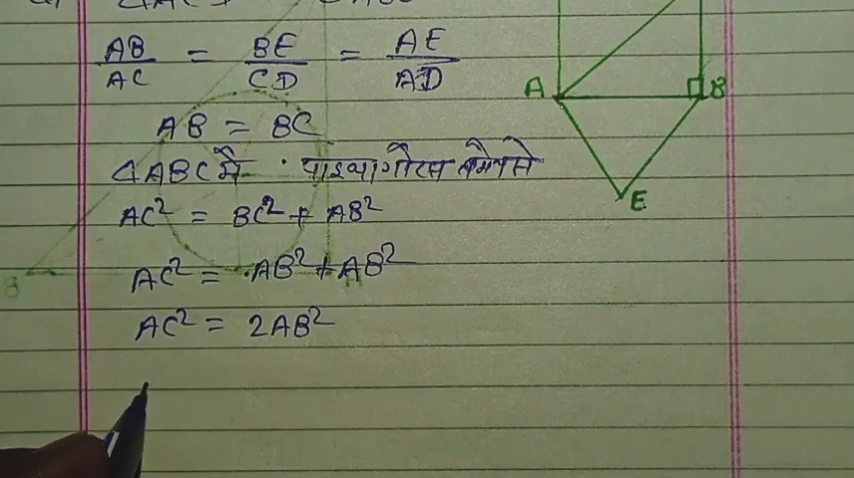 AB/AC = BE/CD = AE/AD
AB = BC
△ABC में पाइथागोरस प्रमेय से
AC² = BC² + AB²
AC² = AB² + AB²
AC² = 2AB²
A
B
E
B